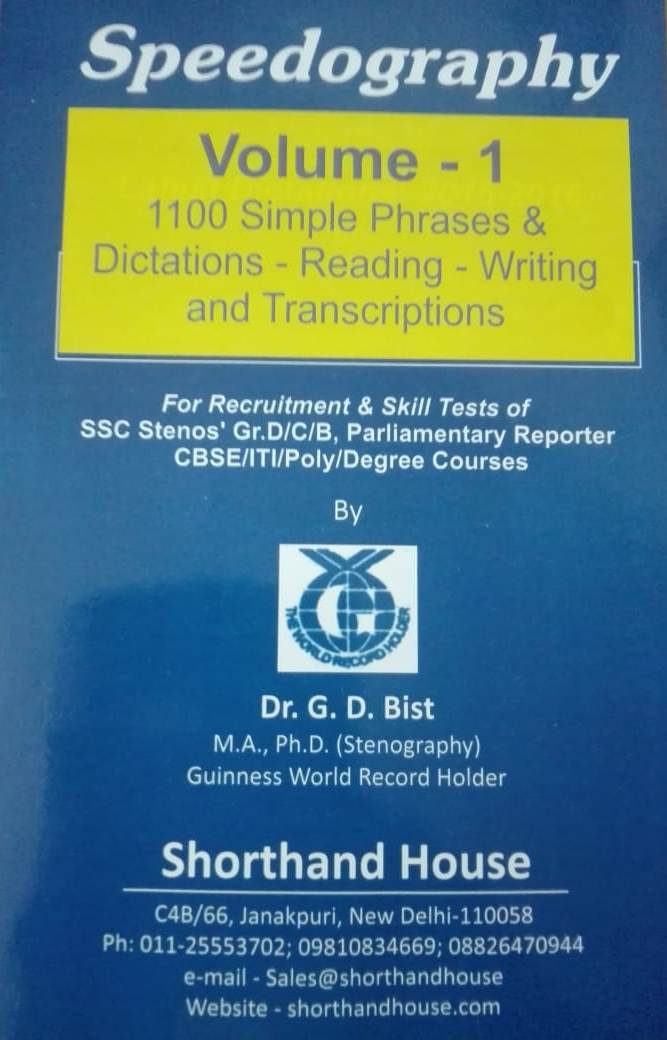 Speedography
Volume - 1
1100 Simple Phrases &
Dictations - Reading - Writing
and Transcriptions
For Recruitment & Skill Tests of
SSC Stenos' Gr.D/C/B, Parliamentary Reporter
CBSE/ITI/Poly/Degree Courses
By
G
THE WORLD RECORD HOLDER
Dr. G. D. Bist
M.A., Ph.D. (Stenography)
Guinness World Record Holder
Shorthand House
C4B/66, Janakpuri, New Delhi-110058
Ph: 011-25553702; 09810834669; 08826470944
e-mail - Sales@shorthandhouse
Website - shorthandhouse.com